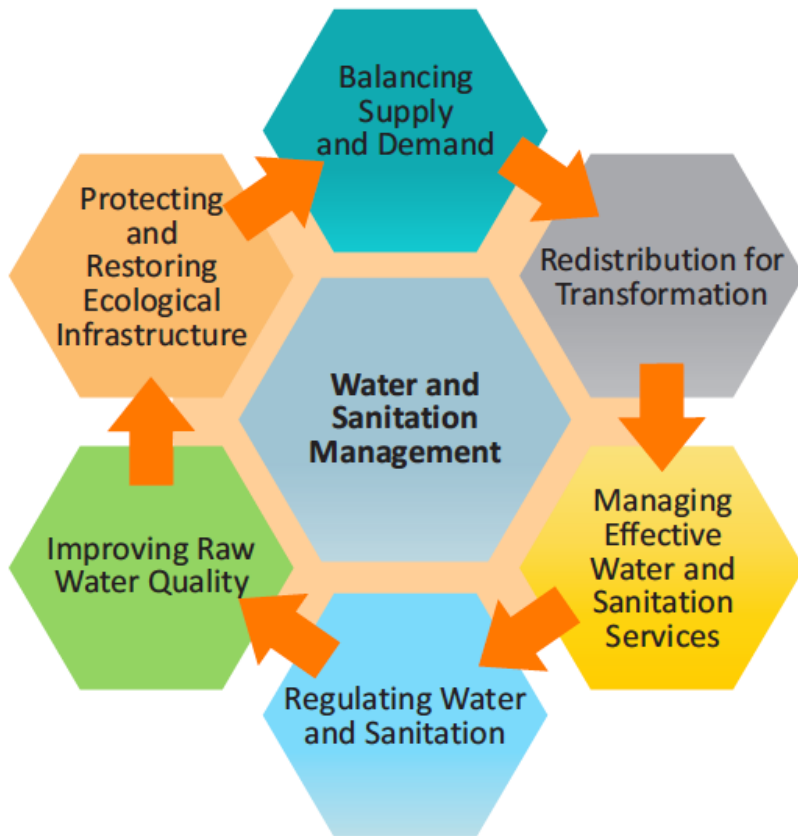 Balancing
Supply
and Demand
Redistribution for
Transformation
Managing
Effective
Water and
Sanitation
Services
Regulating Water
and Sanitation
Improving Raw
Water Quality
Protecting
and
Restoring
Ecological
Infrastructure
Water and
Sanitation
Management